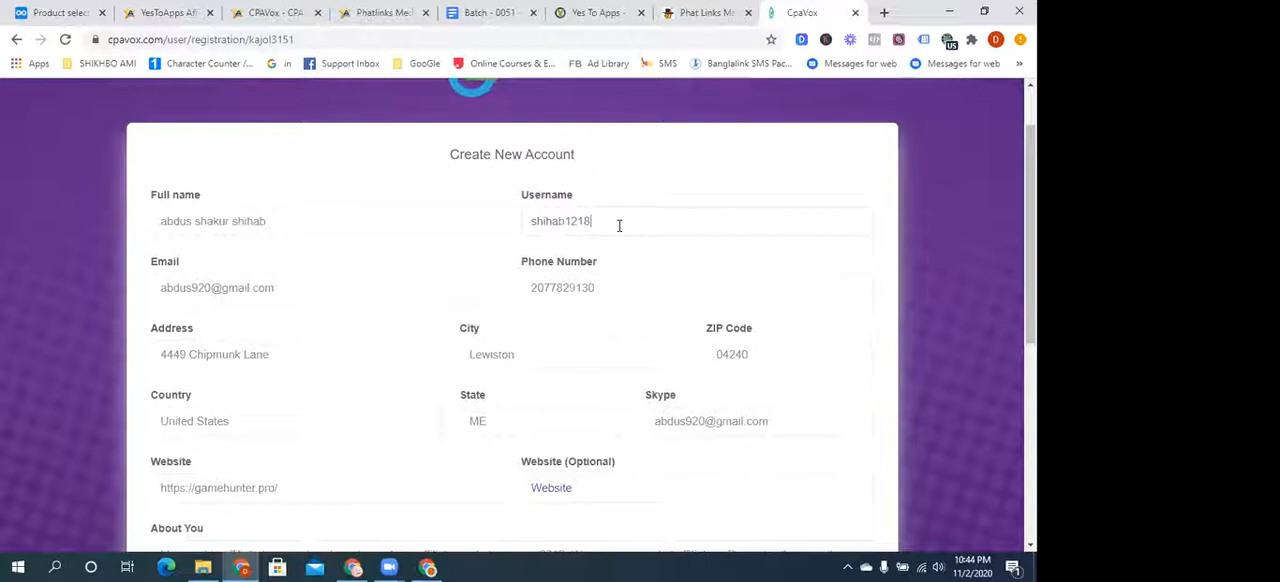 Product selec
YesToApps Aff
CPAVox - CPA
Phatlinks Med
Batch - 0051
Yes To Apps -
Phat Links Me
CpaVox
cpavox.com/user/registration/kajol3151
US
D
Apps
SHIKHBO AMI
Character Counter /...
in
Support Inbox
GooGle
Online Courses & E...
FB Ad Library
SMS
Banglalink SMS Pac...
Messages for web
Messages for web
»
Create New Account
Full name
Username
abdus shakur shihab
shihab1218
Email
Phone Number
abdus920@gmail.com
2077829130
Address
City
ZIP Code
4449 Chipmunk Lane
Lewiston
04240
Country
State
Skype
United States
ME
abdus920@gmail.com
Website
Website (Optional)
https://gamehunter.pro/
Website
About You
10:44 PM
11/2/2020